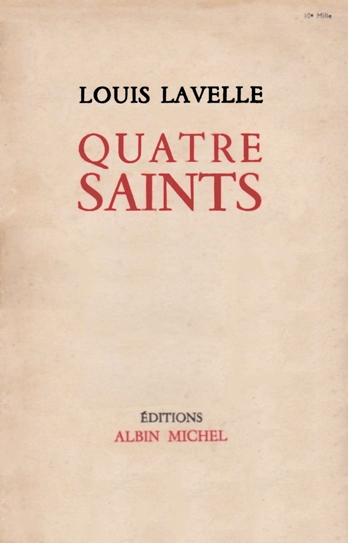 10e Mille
LOUIS LAVELLE
QUATRE
SAINTS
ÉDITIONS
ALBIN MICHEL